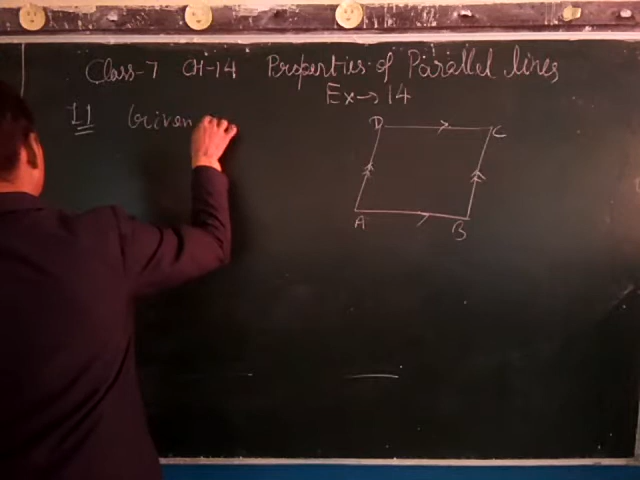 Class-7 CH-14 Properties of Parallel lines
Ex→14
11 Given
D C
A B